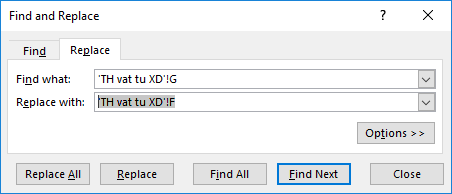 Find and Replace
Find
Replace
Find what:
'TH vat tu XD'!G
Replace with:
'TH vat tu XD'!F
Options >>
Replace All
Replace
Find All
Find Next
Close